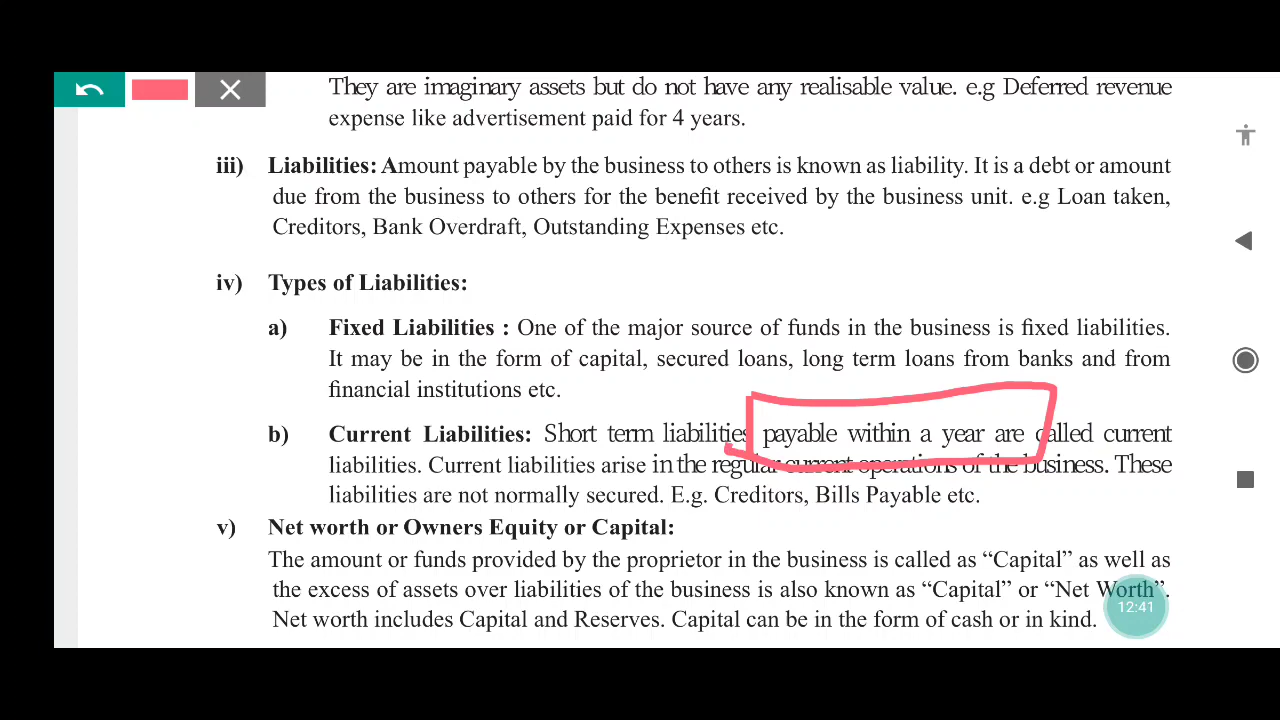 They are imaginary assets but do not have any realisable value. e.g Deferred revenue
expense like advertisement paid for 4 years.
iii) Liabilities: Amount payable by the business to others is known as liability. It is a debt or amount
due from the business to others for the benefit received by the business unit. e.g Loan taken,
Creditors, Bank Overdraft, Outstanding Expenses etc.
iv) Types of Liabilities:
a) Fixed Liabilities : One of the major source of funds in the business is fixed liabilities.
It may be in the form of capital, secured loans, long term loans from banks and from
financial institutions etc.
b) Current Liabilities: Short term liabilities payable within a year are called current
liabilities. Current liabilities arise in the regular current operations of the business. These
liabilities are not normally secured. E.g. Creditors, Bills Payable etc.
v) Net worth or Owners Equity or Capital:
The amount or funds provided by the proprietor in the business is called as “Capital” as well as
the excess of assets over liabilities of the business is also known as “Capital” or “Net Worth”.
Net worth includes Capital and Reserves. Capital can be in the form of cash or in kind.
12:41